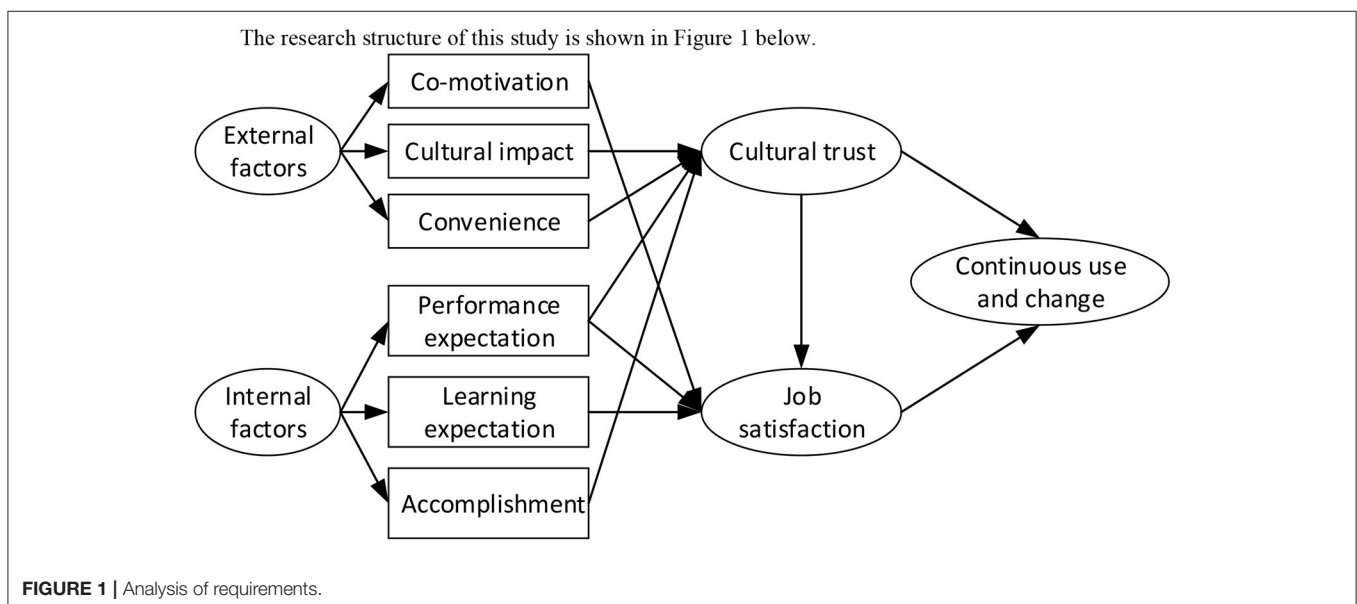 The research structure of this study is shown in Figure 1 below.
External
factors
Co-motivation
Cultural impact
Convenience
Internal
factors
Performance
expectation
Learning
expectation
Accomplishment
Cultural trust
Job
satisfaction
Continuous use
and change
FIGURE 1 | Analysis of requirements.